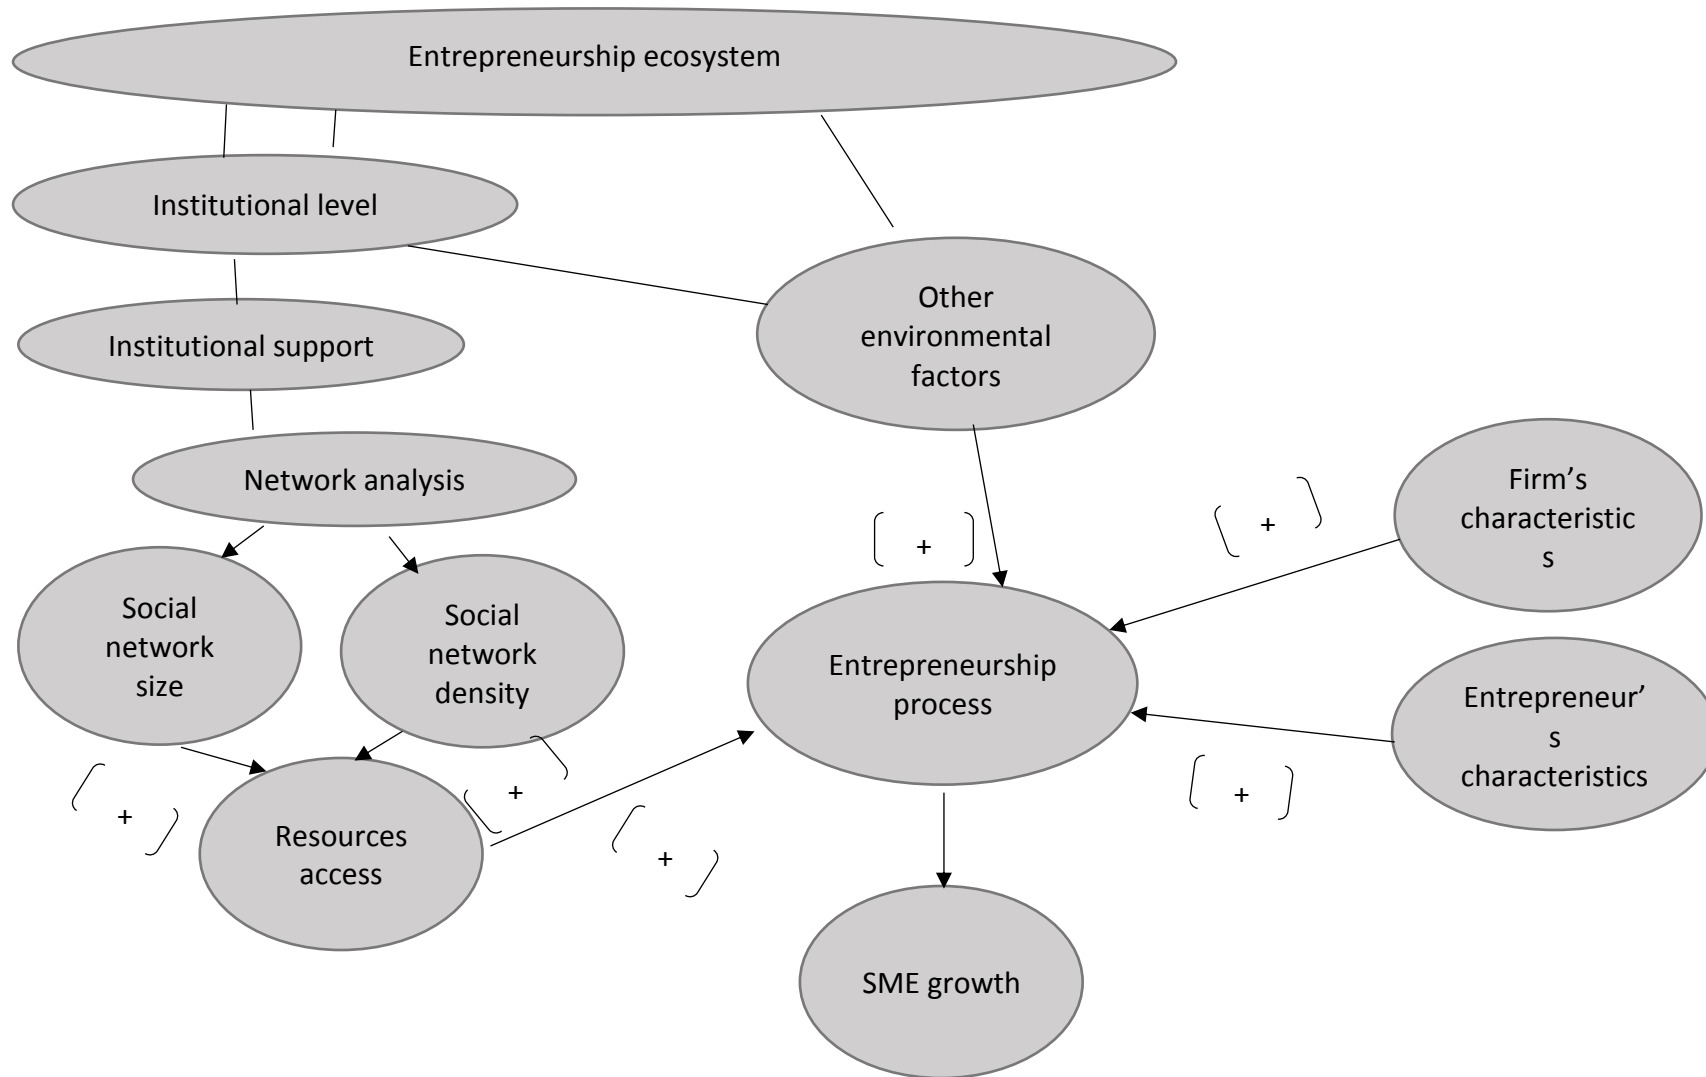 Entrepreneurship ecosystem
Institutional level
Institutional support
Other
environmental
factors
Network analysis
Firm’s
characteristic
s
( + )
( + )
Social
network
size
Social
network
density
Entrepreneurship
process
Entrepreneur’
s
characteristics
( + )
( + )
( + )
( + )
Resources
access
SME growth